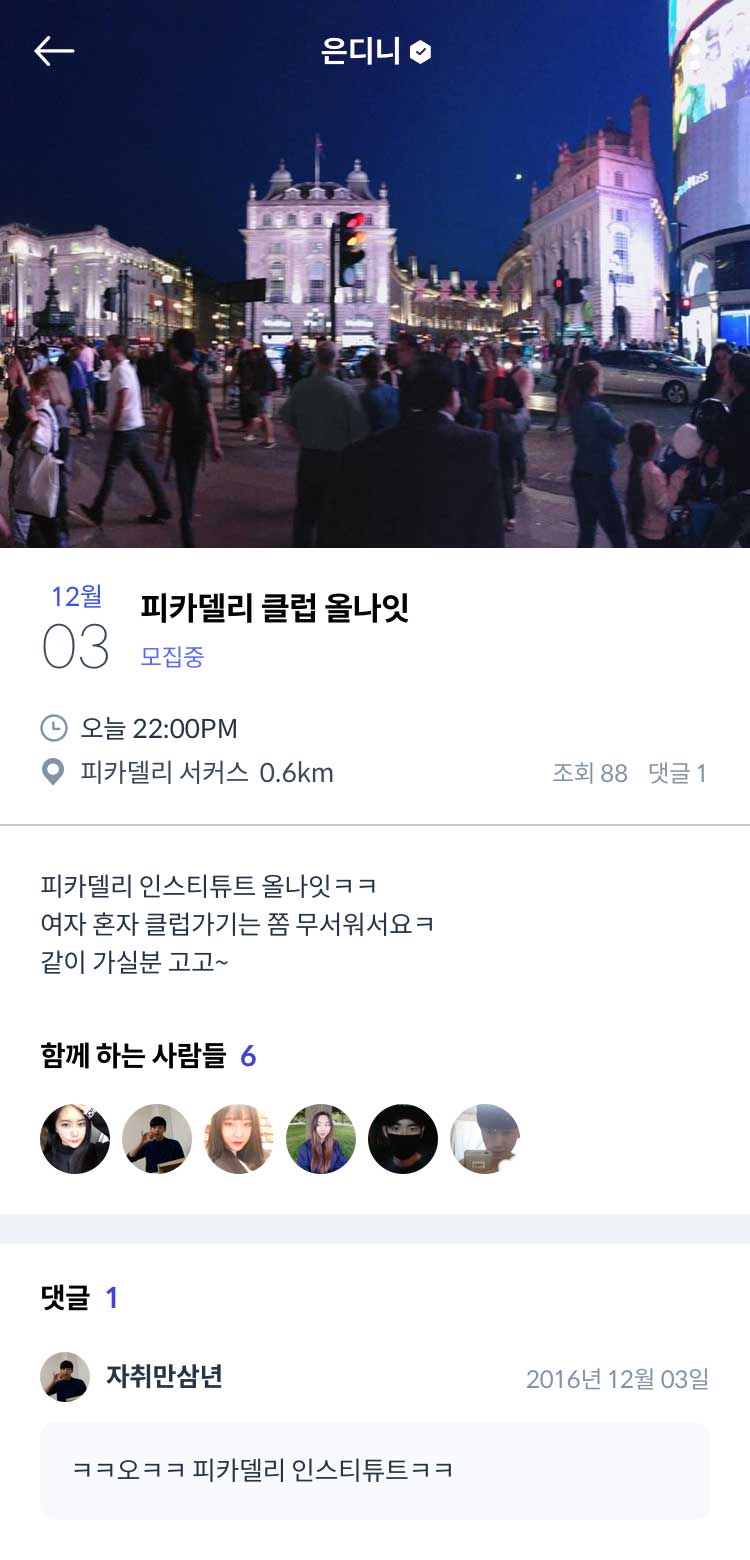 은디니
12월
03
피카델리 클럽 올나잇
모집중
오늘 22:00PM
피카델리 서커스 0.6km
조회 88 댓글 1
피카델리 인스티튜트 올나잇ㅋㅋ
여자 혼자 클럽가기는 쫌 무서워서요ㅋ
같이 가실분 고고~
함께 하는 사람들 6
댓글 1
자취만삼년
2016년 12월 03일
ㅋㅋ오ㅋㅋ 피카델리 인스티튜트ㅋㅋ